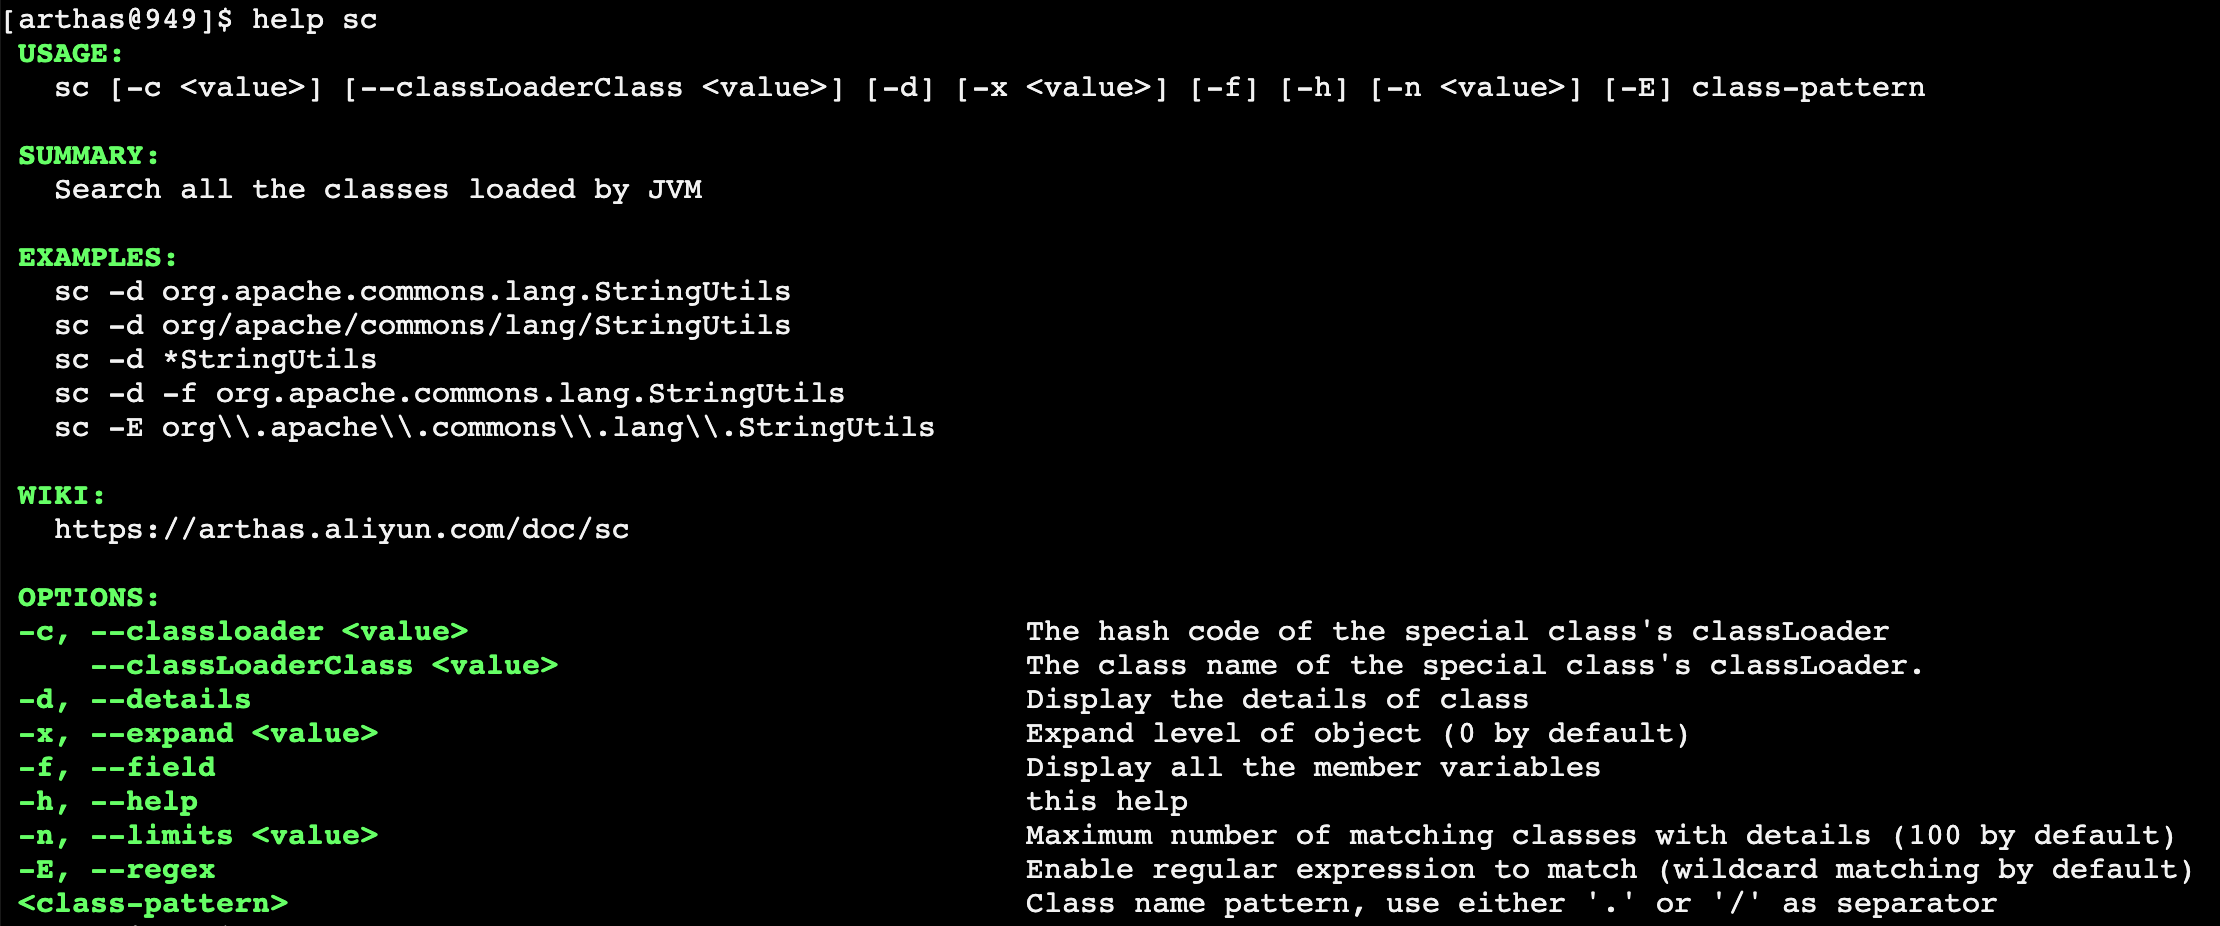 [arthas@949]$ help sc
USAGE:
sc [-c <value>] [--classLoaderClass <value>] [-d] [-x <value>] [-f] [-h] [-n <value>] [-E] class-pattern
SUMMARY:
Search all the classes loaded by JVM
EXAMPLES:
sc -d org.apache.commons.lang.StringUtils
sc -d org/apache/commons/lang/StringUtils
sc -d *StringUtils
sc -d -f org.apache.commons.lang.StringUtils
sc -E org\\.apache\\.commons\\.lang\\.StringUtils
WIKI:
https://arthas.aliyun.com/doc/sc
OPTIONS:
-c, --classloader <value> The hash code of the special class's classLoader
--classLoaderClass <value> The class name of the special class's classLoader.
-d, --details Display the details of class
-x, --expand <value> Expand level of object (0 by default)
-f, --field Display all the member variables
-h, --help this help
-n, --limits <value> Maximum number of matching classes with details (100 by default)
-E, --regex Enable regular expression to match (wildcard matching by default)
<class-pattern> Class name pattern, use either '.' or '/' as separator